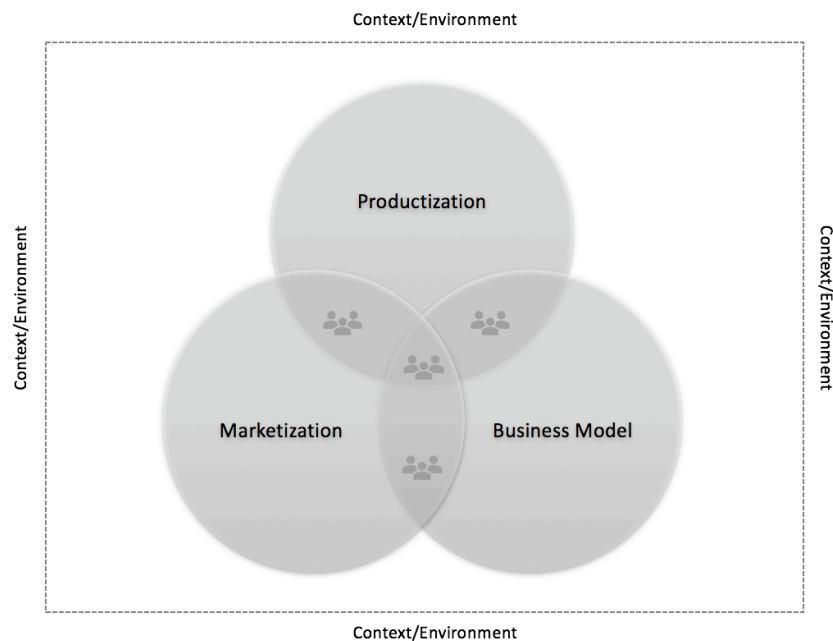 Context/Environment
Productization
Context/Environment
Context/Environment
Marketization
Business Model
Context/Environment